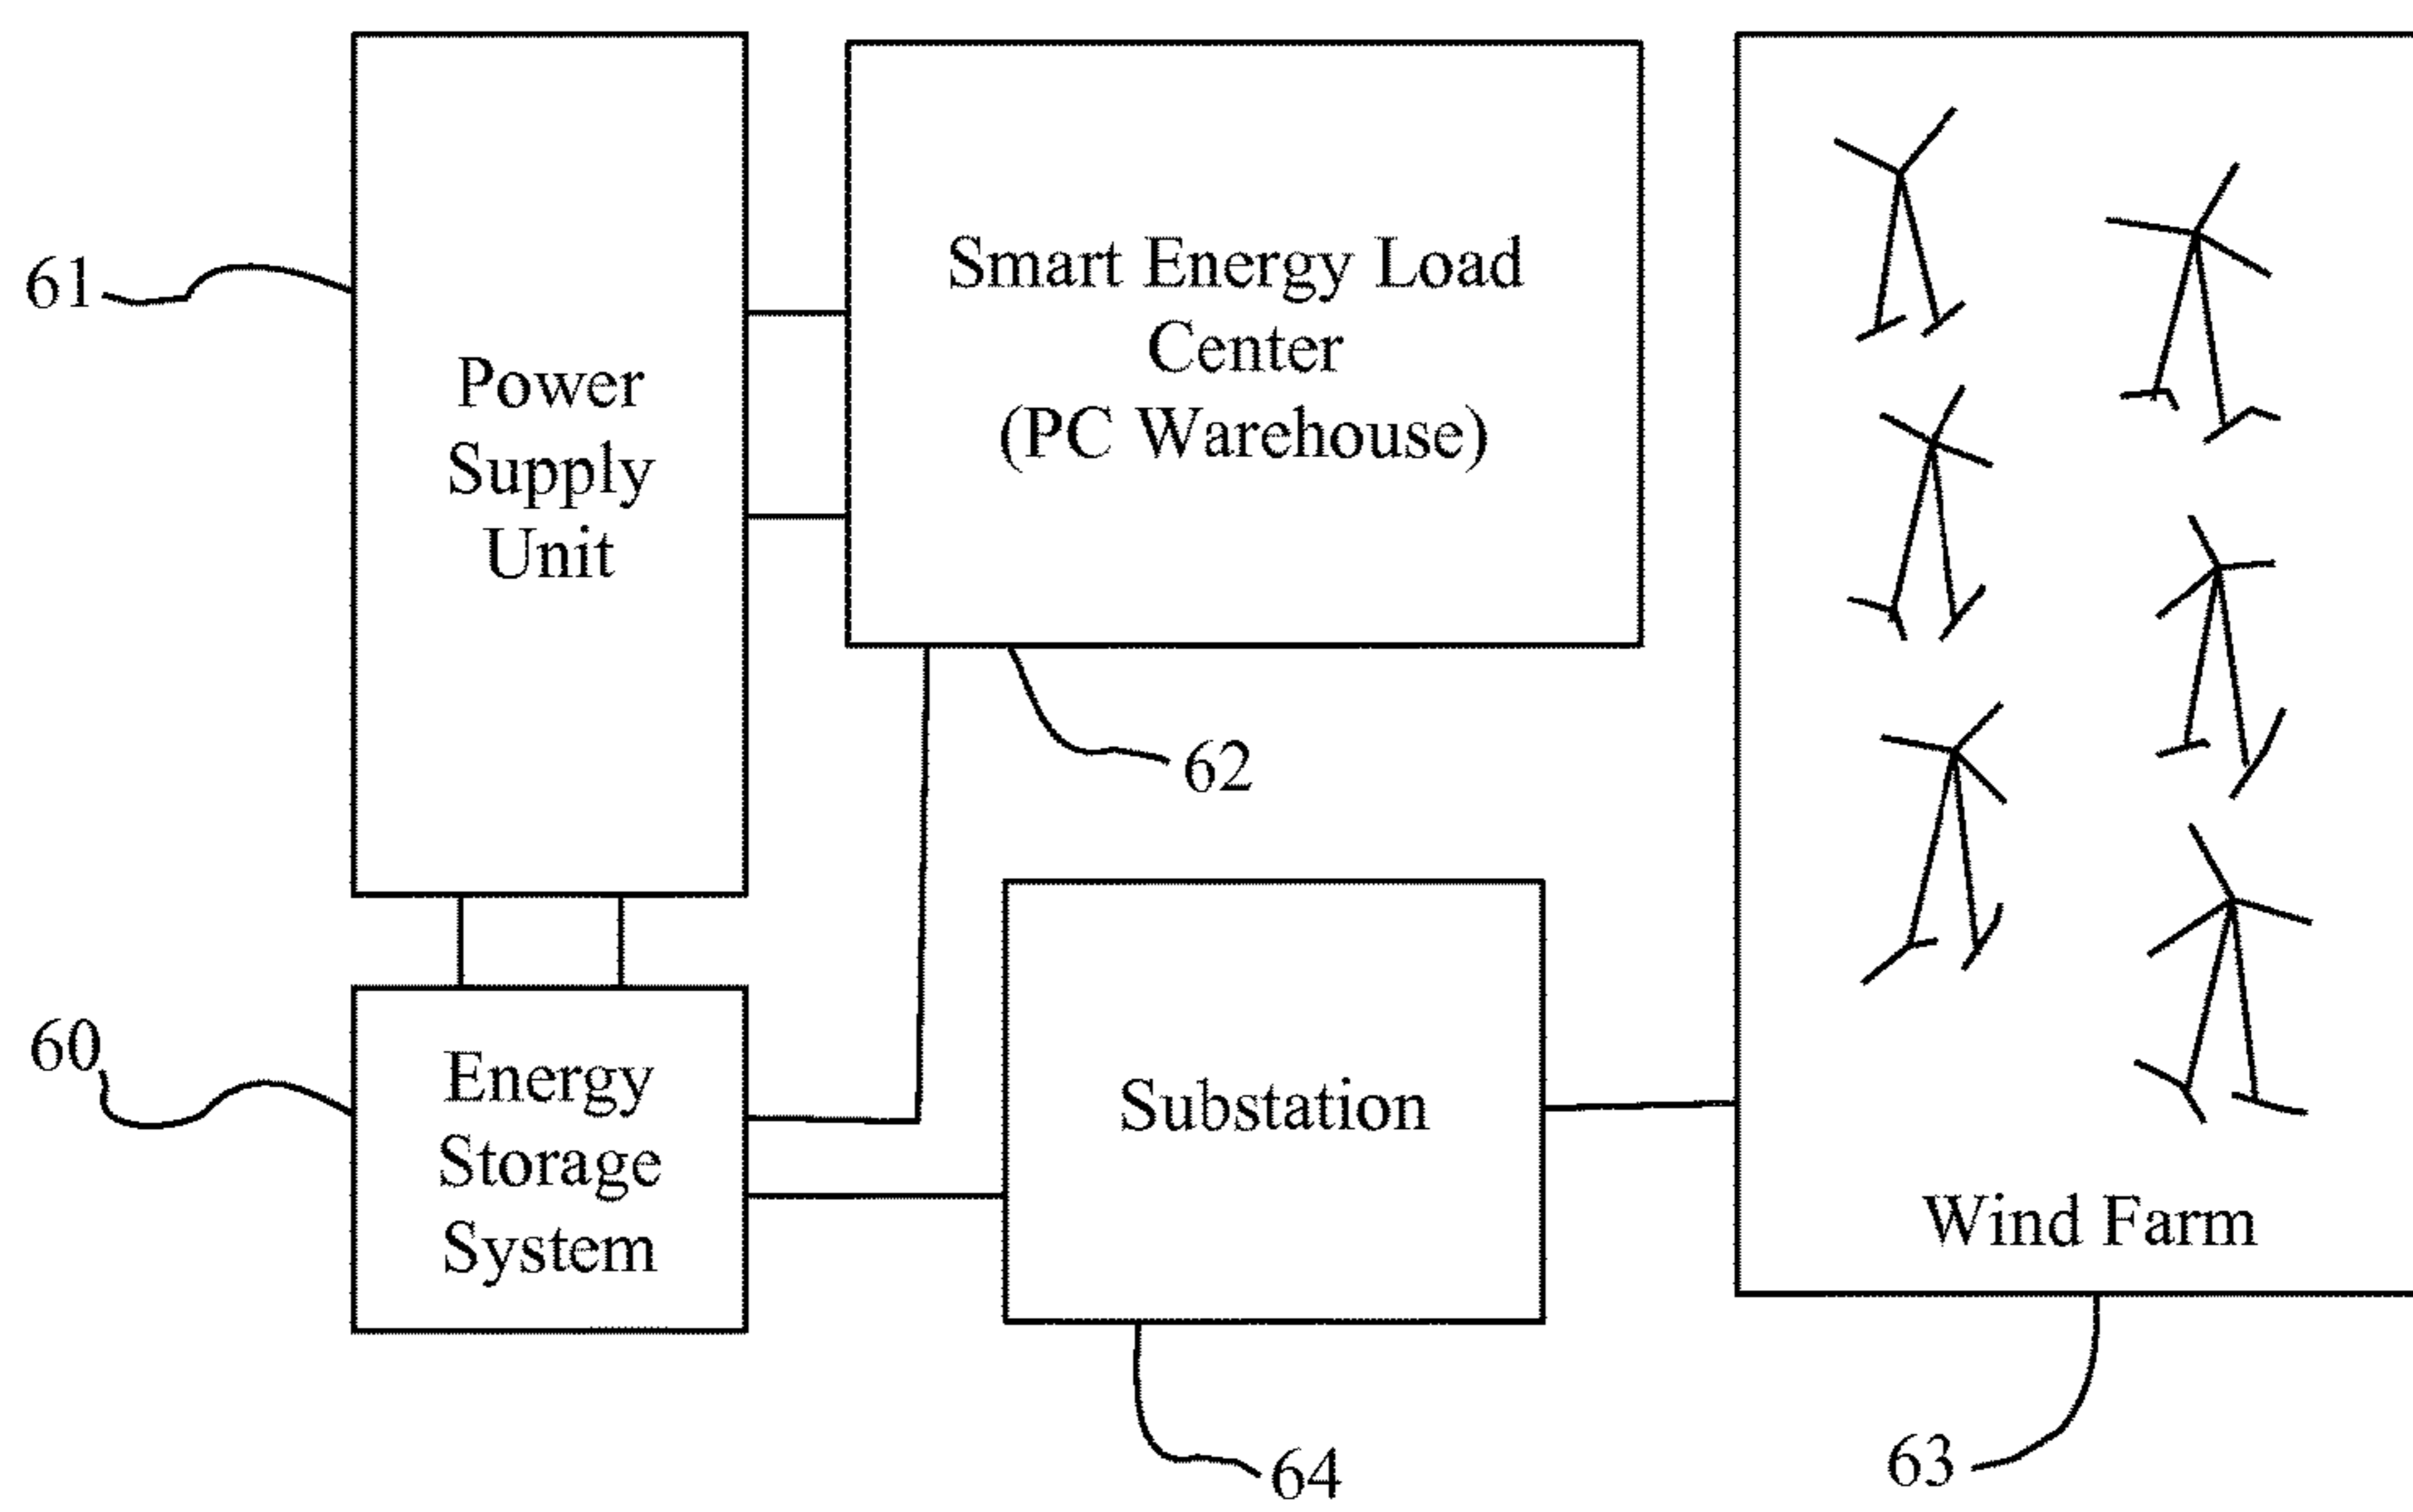 61
Power
Supply
Unit
Smart Energy Load
Center
(PC Warehouse)
62
60
Energy
Storage
System
Substation
64
Wind Farm
63